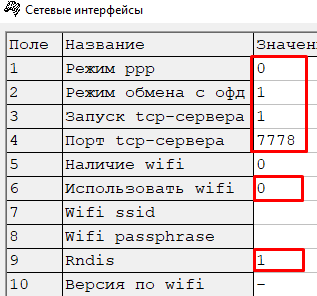 Сетевые интерфейсы
Поле Название Значени
1 Режим ppp 0
2 Режим обмена с офд 1
3 Запуск tcp-сервера 1
4 Порт tcp-сервера 7778
5 Наличие wifi 0
6 Использовать wifi 0
7 Wifi ssid
8 Wifi passphrase
9 Rndis 1
10 Версия по wifi –